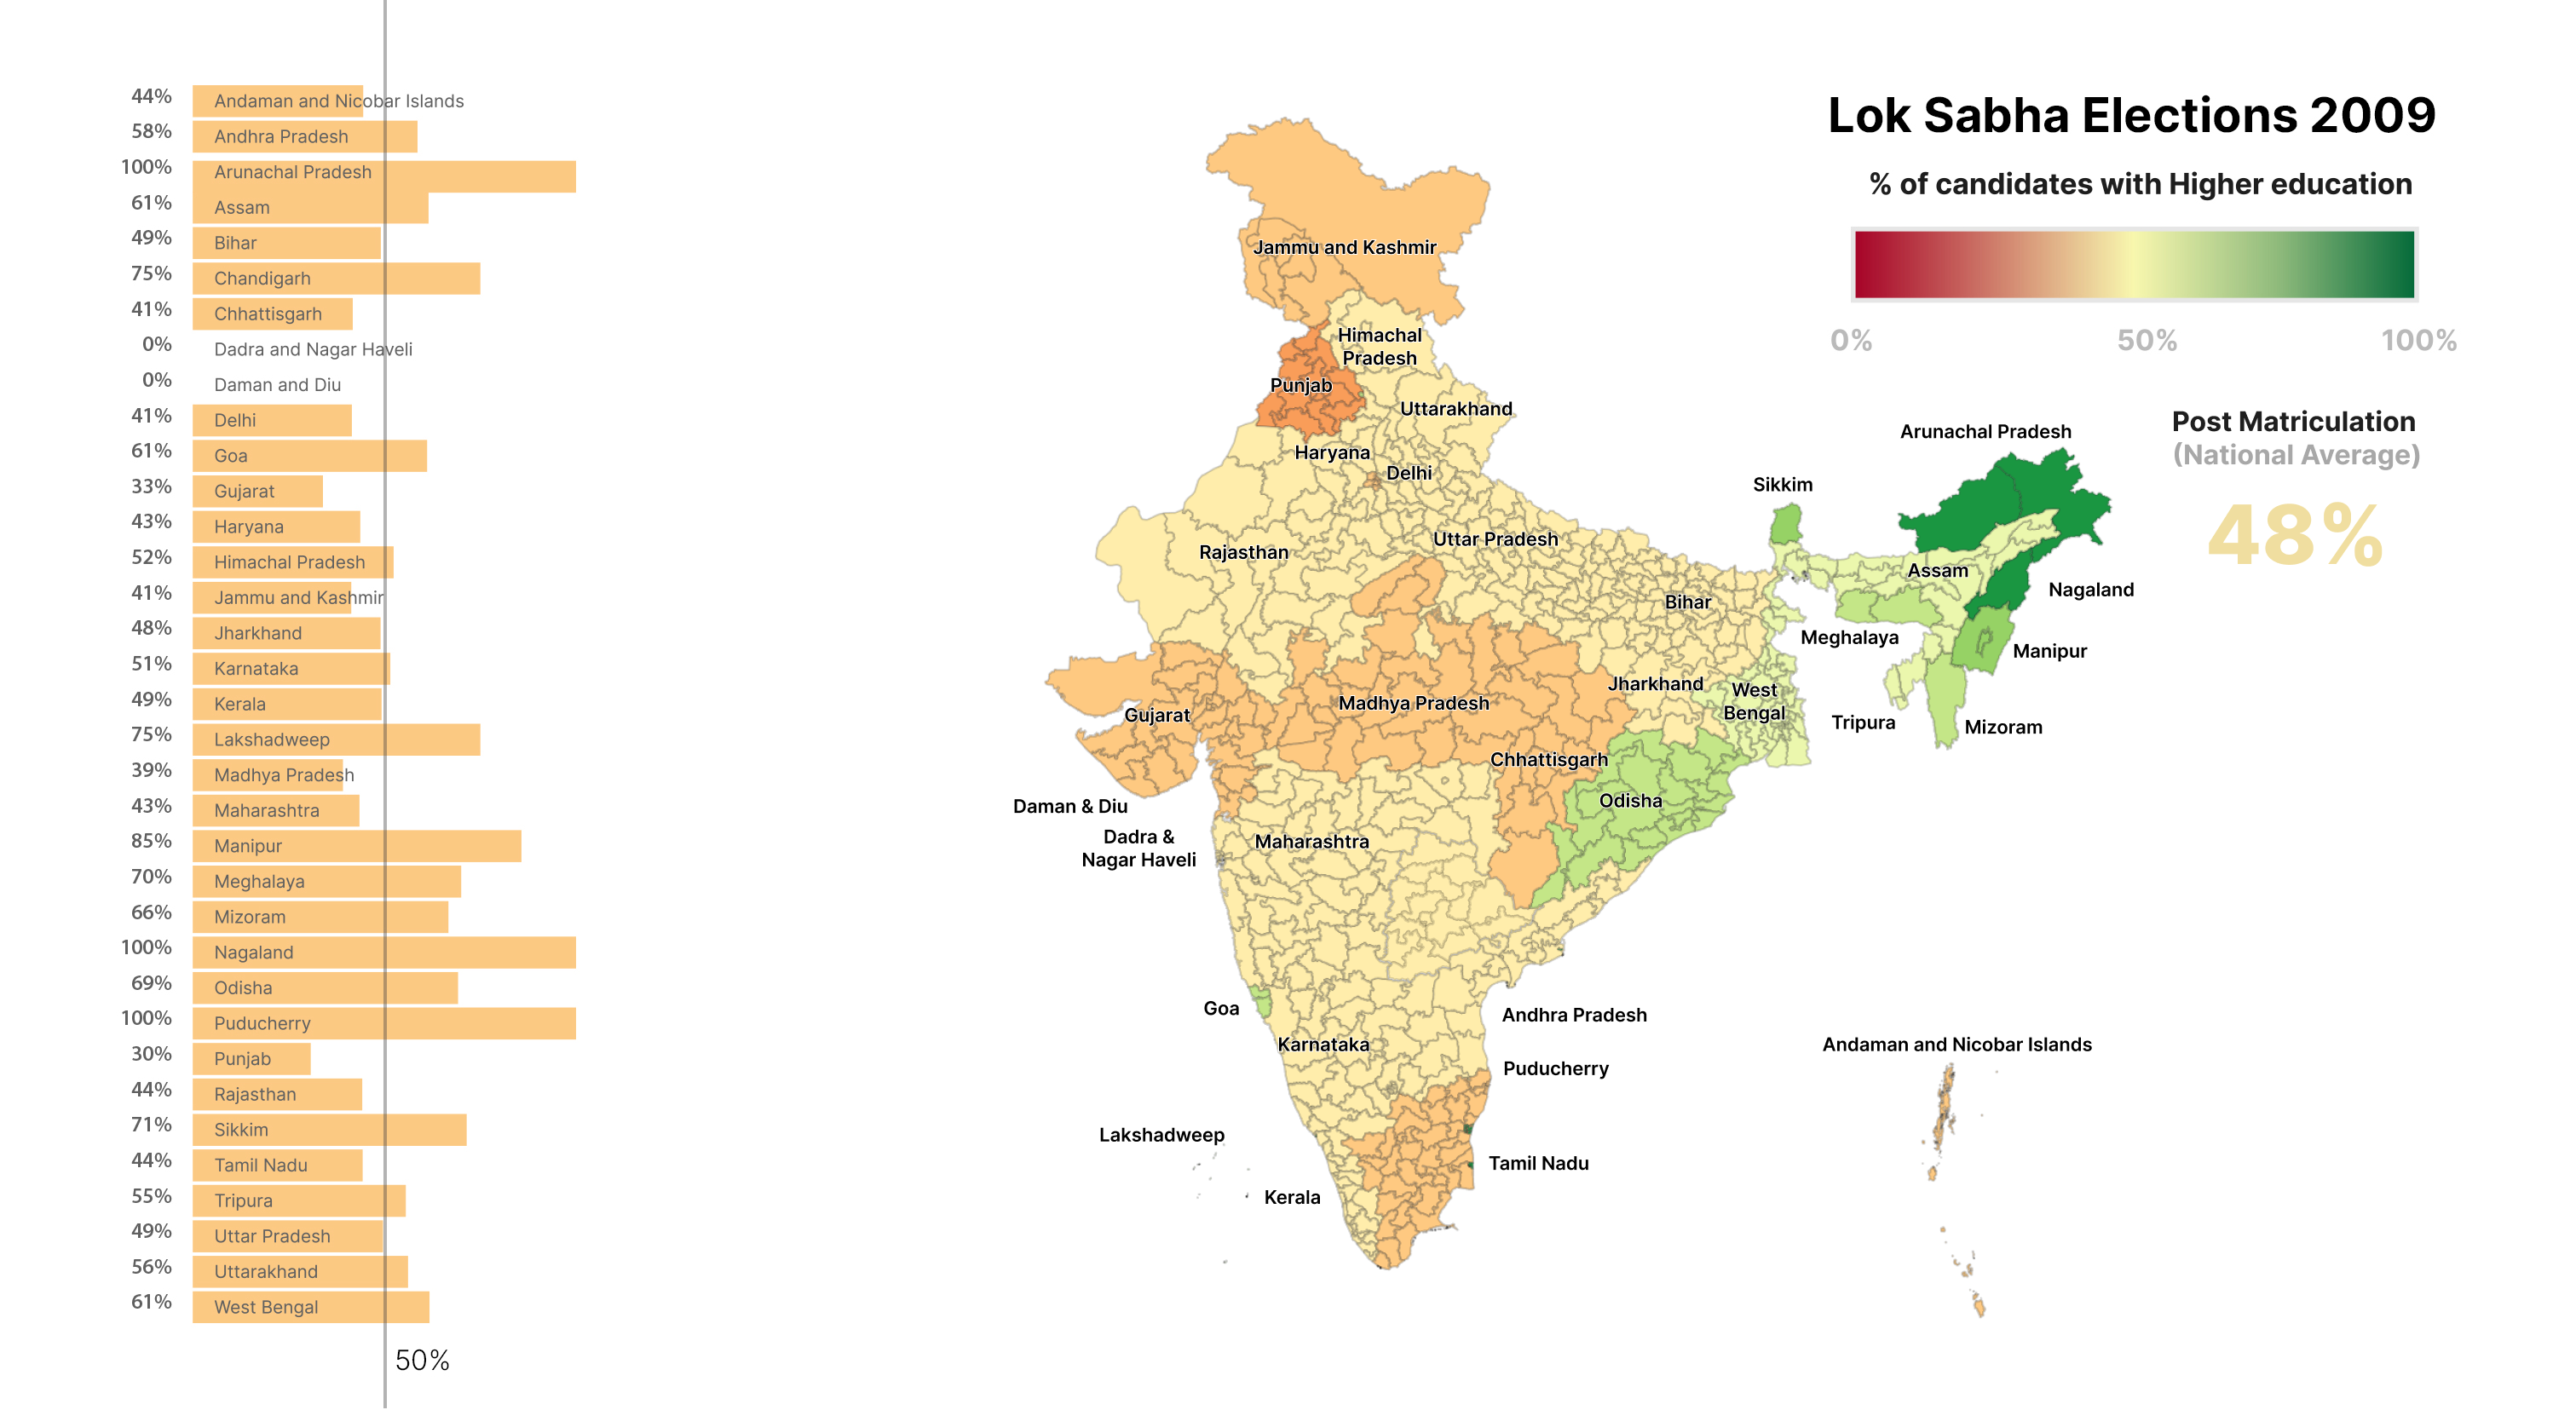 44% Andaman and Nicobar Islands
58% Andhra Pradesh
100% Arunachal Pradesh
61% Assam
49% Bihar
75% Chandigarh
41% Chhattisgarh
0% Dadra and Nagar Haveli
0% Daman and Diu
41% Delhi
61% Goa
33% Gujarat
43% Haryana
52% Himachal Pradesh
41% Jammu and Kashmir
48% Jharkhand
51% Karnataka
49% Kerala
75% Lakshadweep
39% Madhya Pradesh
43% Maharashtra
85% Manipur
70% Meghalaya
66% Mizoram
100% Nagaland
69% Odisha
100% Puducherry
30% Punjab
44% Rajasthan
71% Sikkim
44% Tamil Nadu
55% Tripura
49% Uttar Pradesh
56% Uttarakhand
61% West Bengal
50%
Jammu and Kashmir
Himachal
Pradesh
Punjab
Uttarakhand
Haryana
Delhi
Rajasthan
Uttar Pradesh
Bihar
Sikkim
Arunachal Pradesh
Assam
Nagaland
Meghalaya
Manipur
Tripura
Mizoram
Jharkhand
West
Bengal
Gujarat
Madhya Pradesh
Chhattisgarh
Odisha
Daman & Diu
Dadra &
Nagar Haveli
Maharashtra
Goa
Andhra Pradesh
Karnataka
Puducherry
Lakshadweep
Tamil Nadu
Kerala
Andaman and Nicobar Islands
Lok Sabha Elections 2009
% of candidates with Higher education
0% 50% 100%
Post Matriculation
(National Average)
48%